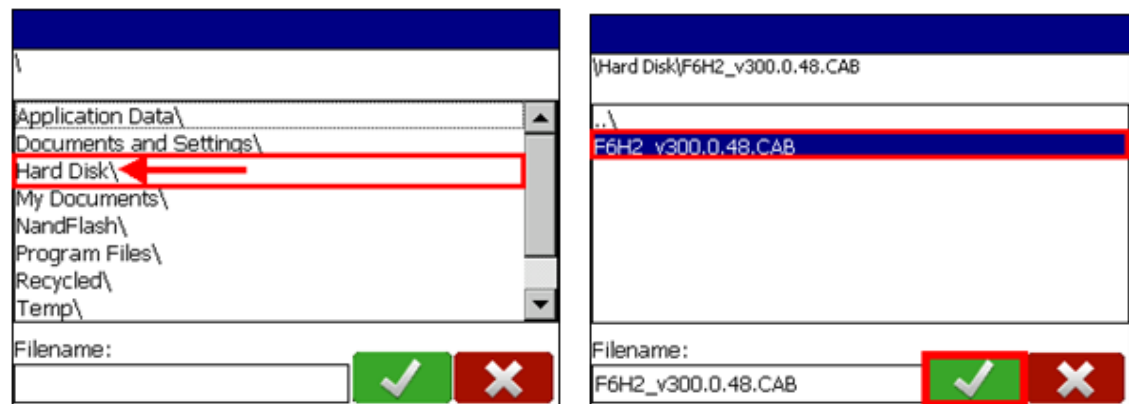 \
Application Data\
Documents and Settings\
Hard Disk\
My Documents\
NandFlash\
Program Files\
Recycled\
Temp\
Filename:
\Hard Disk\F6H2_v300.0.48.CAB
..\
F6H2_v300.0.48.CAB
Filename:
F6H2_v300.0.48.CAB